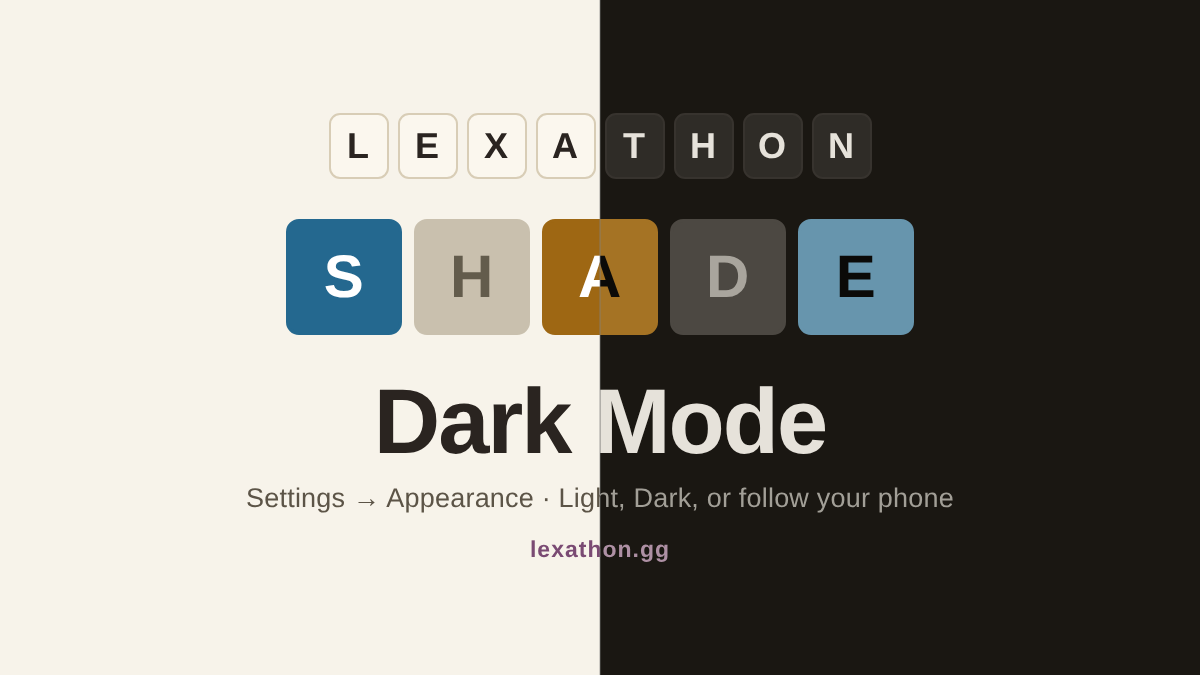 LEXATHON
SHADE
Dark Mode
Settings → Appearance · Light, Dark, or follow your phone
lexathon.gg